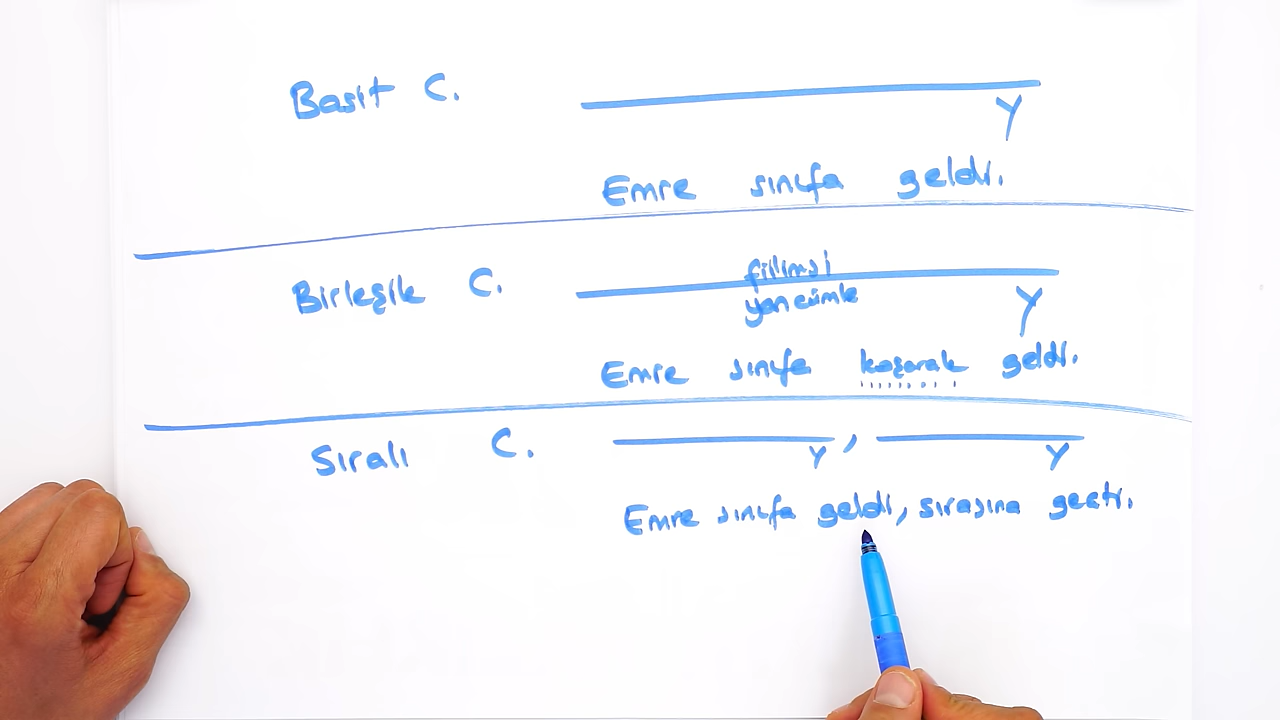 Basit C.
Y
Emre sınıfa geldi.
Birleşik C.
fiilimsi
yan cümle
Y
Emre sınıfa koşarak geldi.
Sıralı C.
Y , Y
Emre sınıfa geldi, sırasına geçti.